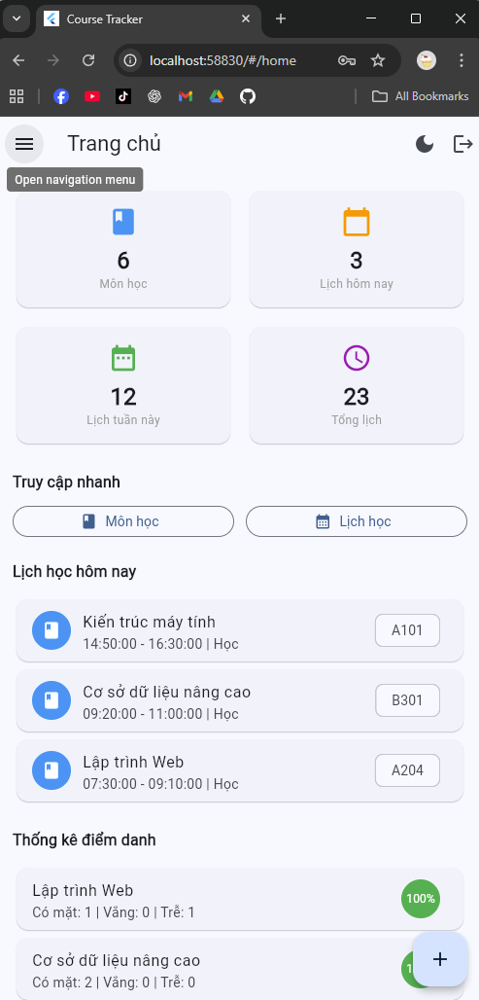 Course Tracker
localhost:58830/#/home
All Bookmarks
Trang chủ
Open navigation menu
6
Môn học
3
Lịch hôm nay
12
Lịch tuần này
23
Tổng lịch
Truy cập nhanh
Môn học
Lịch học
Lịch học hôm nay
Kiến trúc máy tính
14:50:00 - 16:30:00 | Học
A101
Cơ sở dữ liệu nâng cao
09:20:00 - 11:00:00 | Học
B301
Lập trình Web
07:30:00 - 09:10:00 | Học
A204
Thống kê điểm danh
Lập trình Web
Có mặt: 1 | Vắng: 0 | Trễ: 1
100%
Cơ sở dữ liệu nâng cao
Có mặt: 2 | Vắng: 0 | Trễ: 0